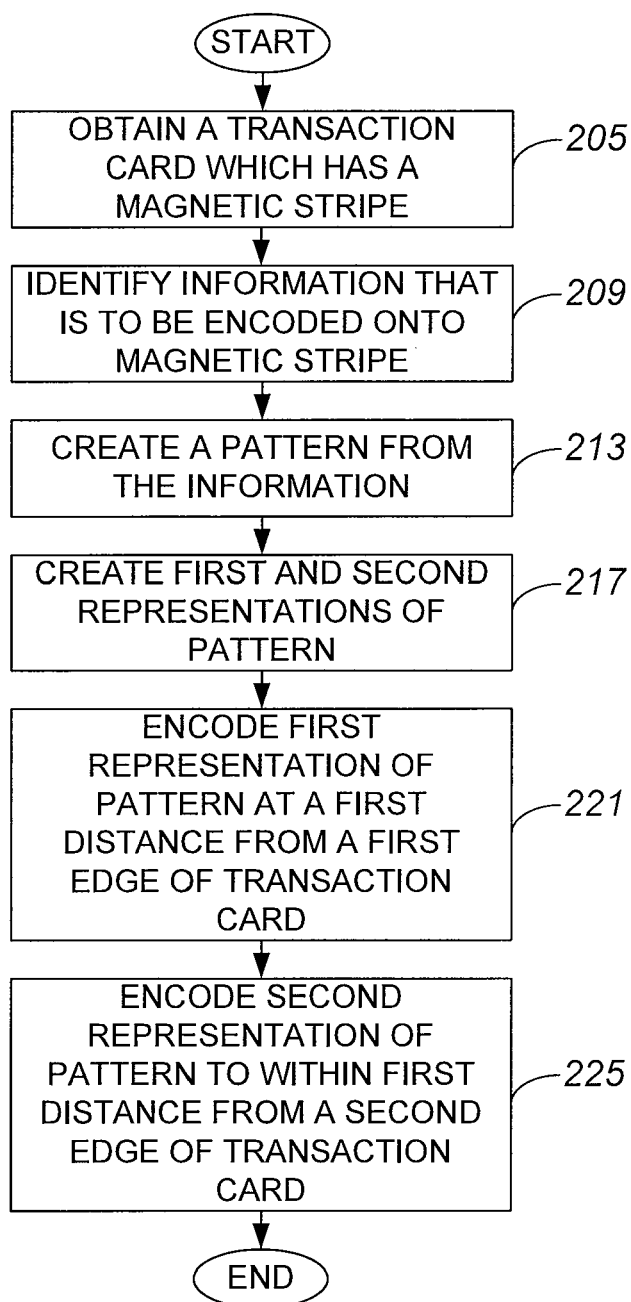 START
OBTAIN A TRANSACTION
CARD WHICH HAS A
MAGNETIC STRIPE
205
IDENTIFY INFORMATION THAT
IS TO BE ENCODED ONTO
MAGNETIC STRIPE
209
CREATE A PATTERN FROM
THE INFORMATION
213
CREATE FIRST AND SECOND
REPRESENTATIONS OF
PATTERN
217
ENCODE FIRST
REPRESENTATION OF
PATTERN AT A FIRST
DISTANCE FROM A FIRST
EDGE OF TRANSACTION
CARD
221
ENCODE SECOND
REPRESENTATION OF
PATTERN TO WITHIN FIRST
DISTANCE FROM A SECOND
EDGE OF TRANSACTION
CARD
225
END